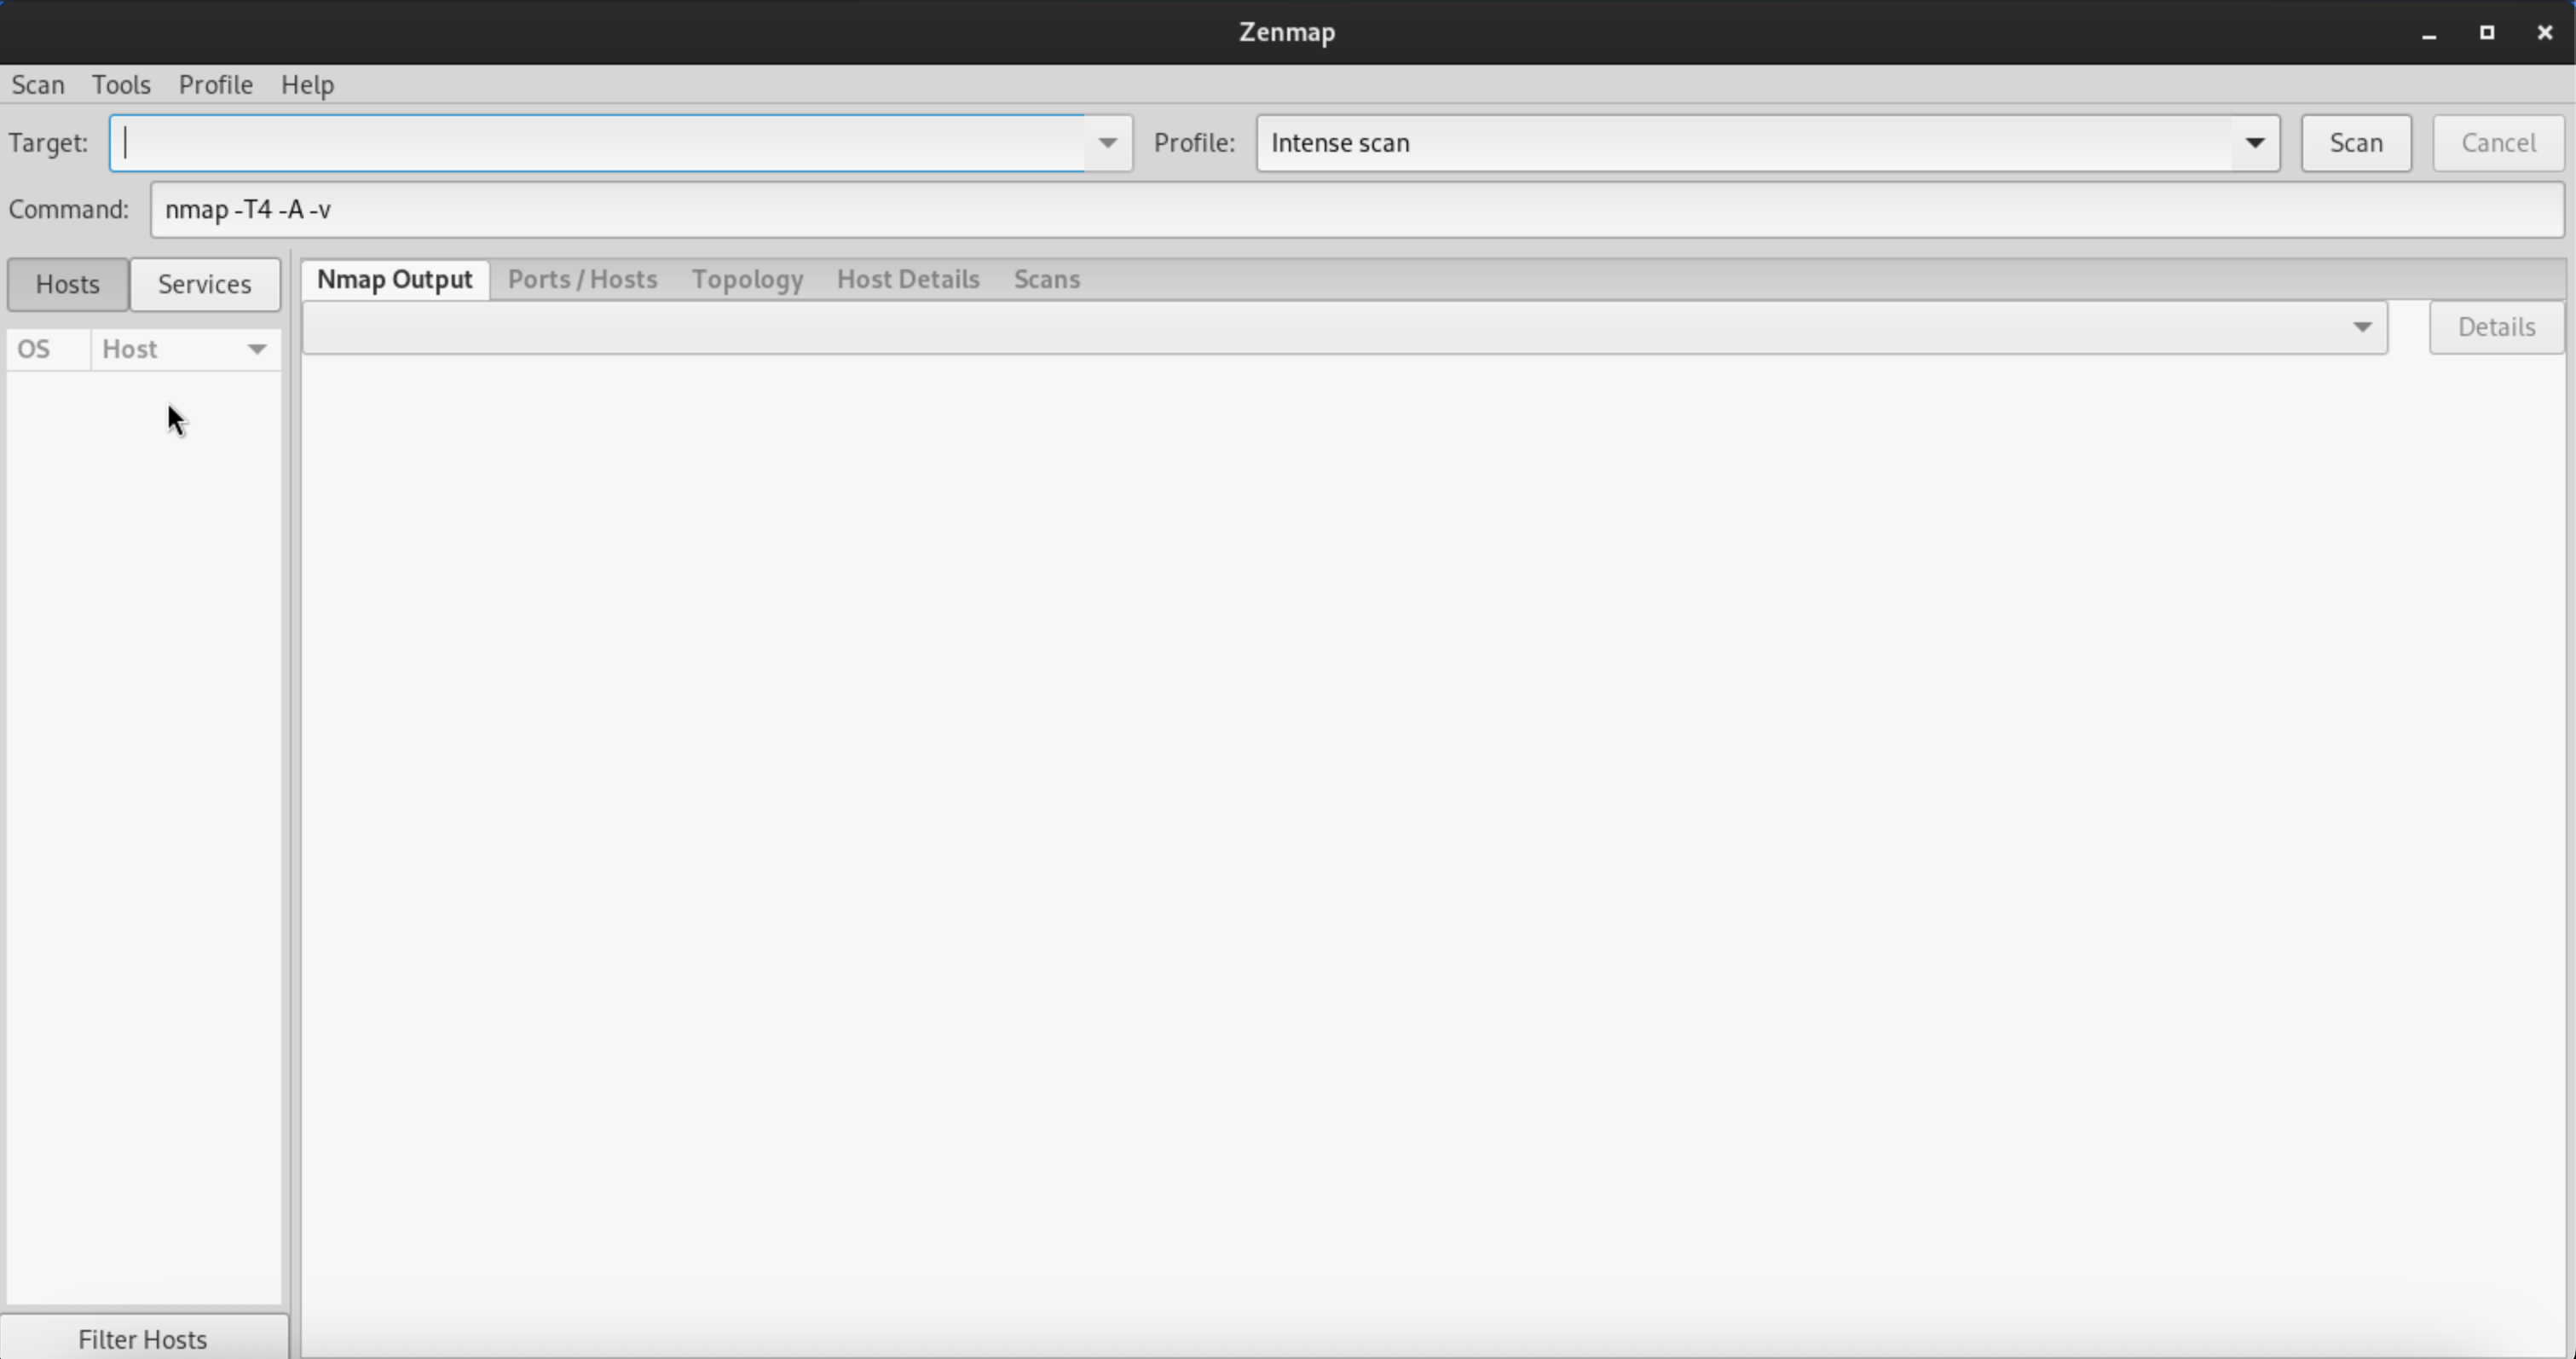 Zenmap
Scan Tools Profile Help
Target: Profile: Intense scan Scan Cancel
Command: nmap -T4 -A -v
Hosts Services Nmap Output Ports / Hosts Topology Host Details Scans
Details
OS Host
Filter Hosts